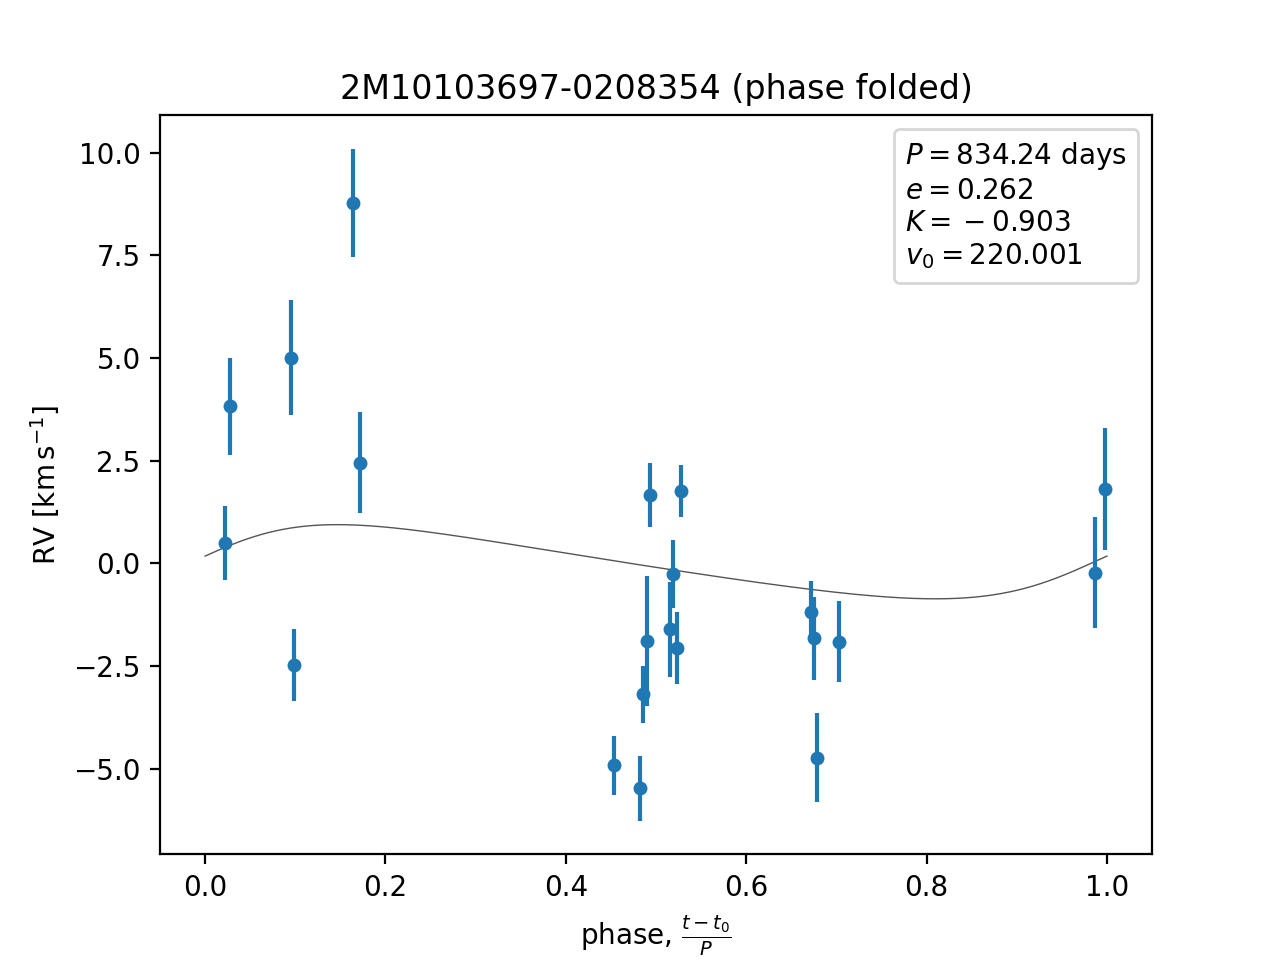 2M10103697-0208354 (phase folded)
P = 834.24 days
e = 0.262
K = −0.903
v₀ = 220.001
10.0
7.5
5.0
2.5
0.0
−2.5
−5.0
RV [km s⁻¹]
0.0 0.2 0.4 0.6 0.8 1.0
phase, (t − t₀)/P